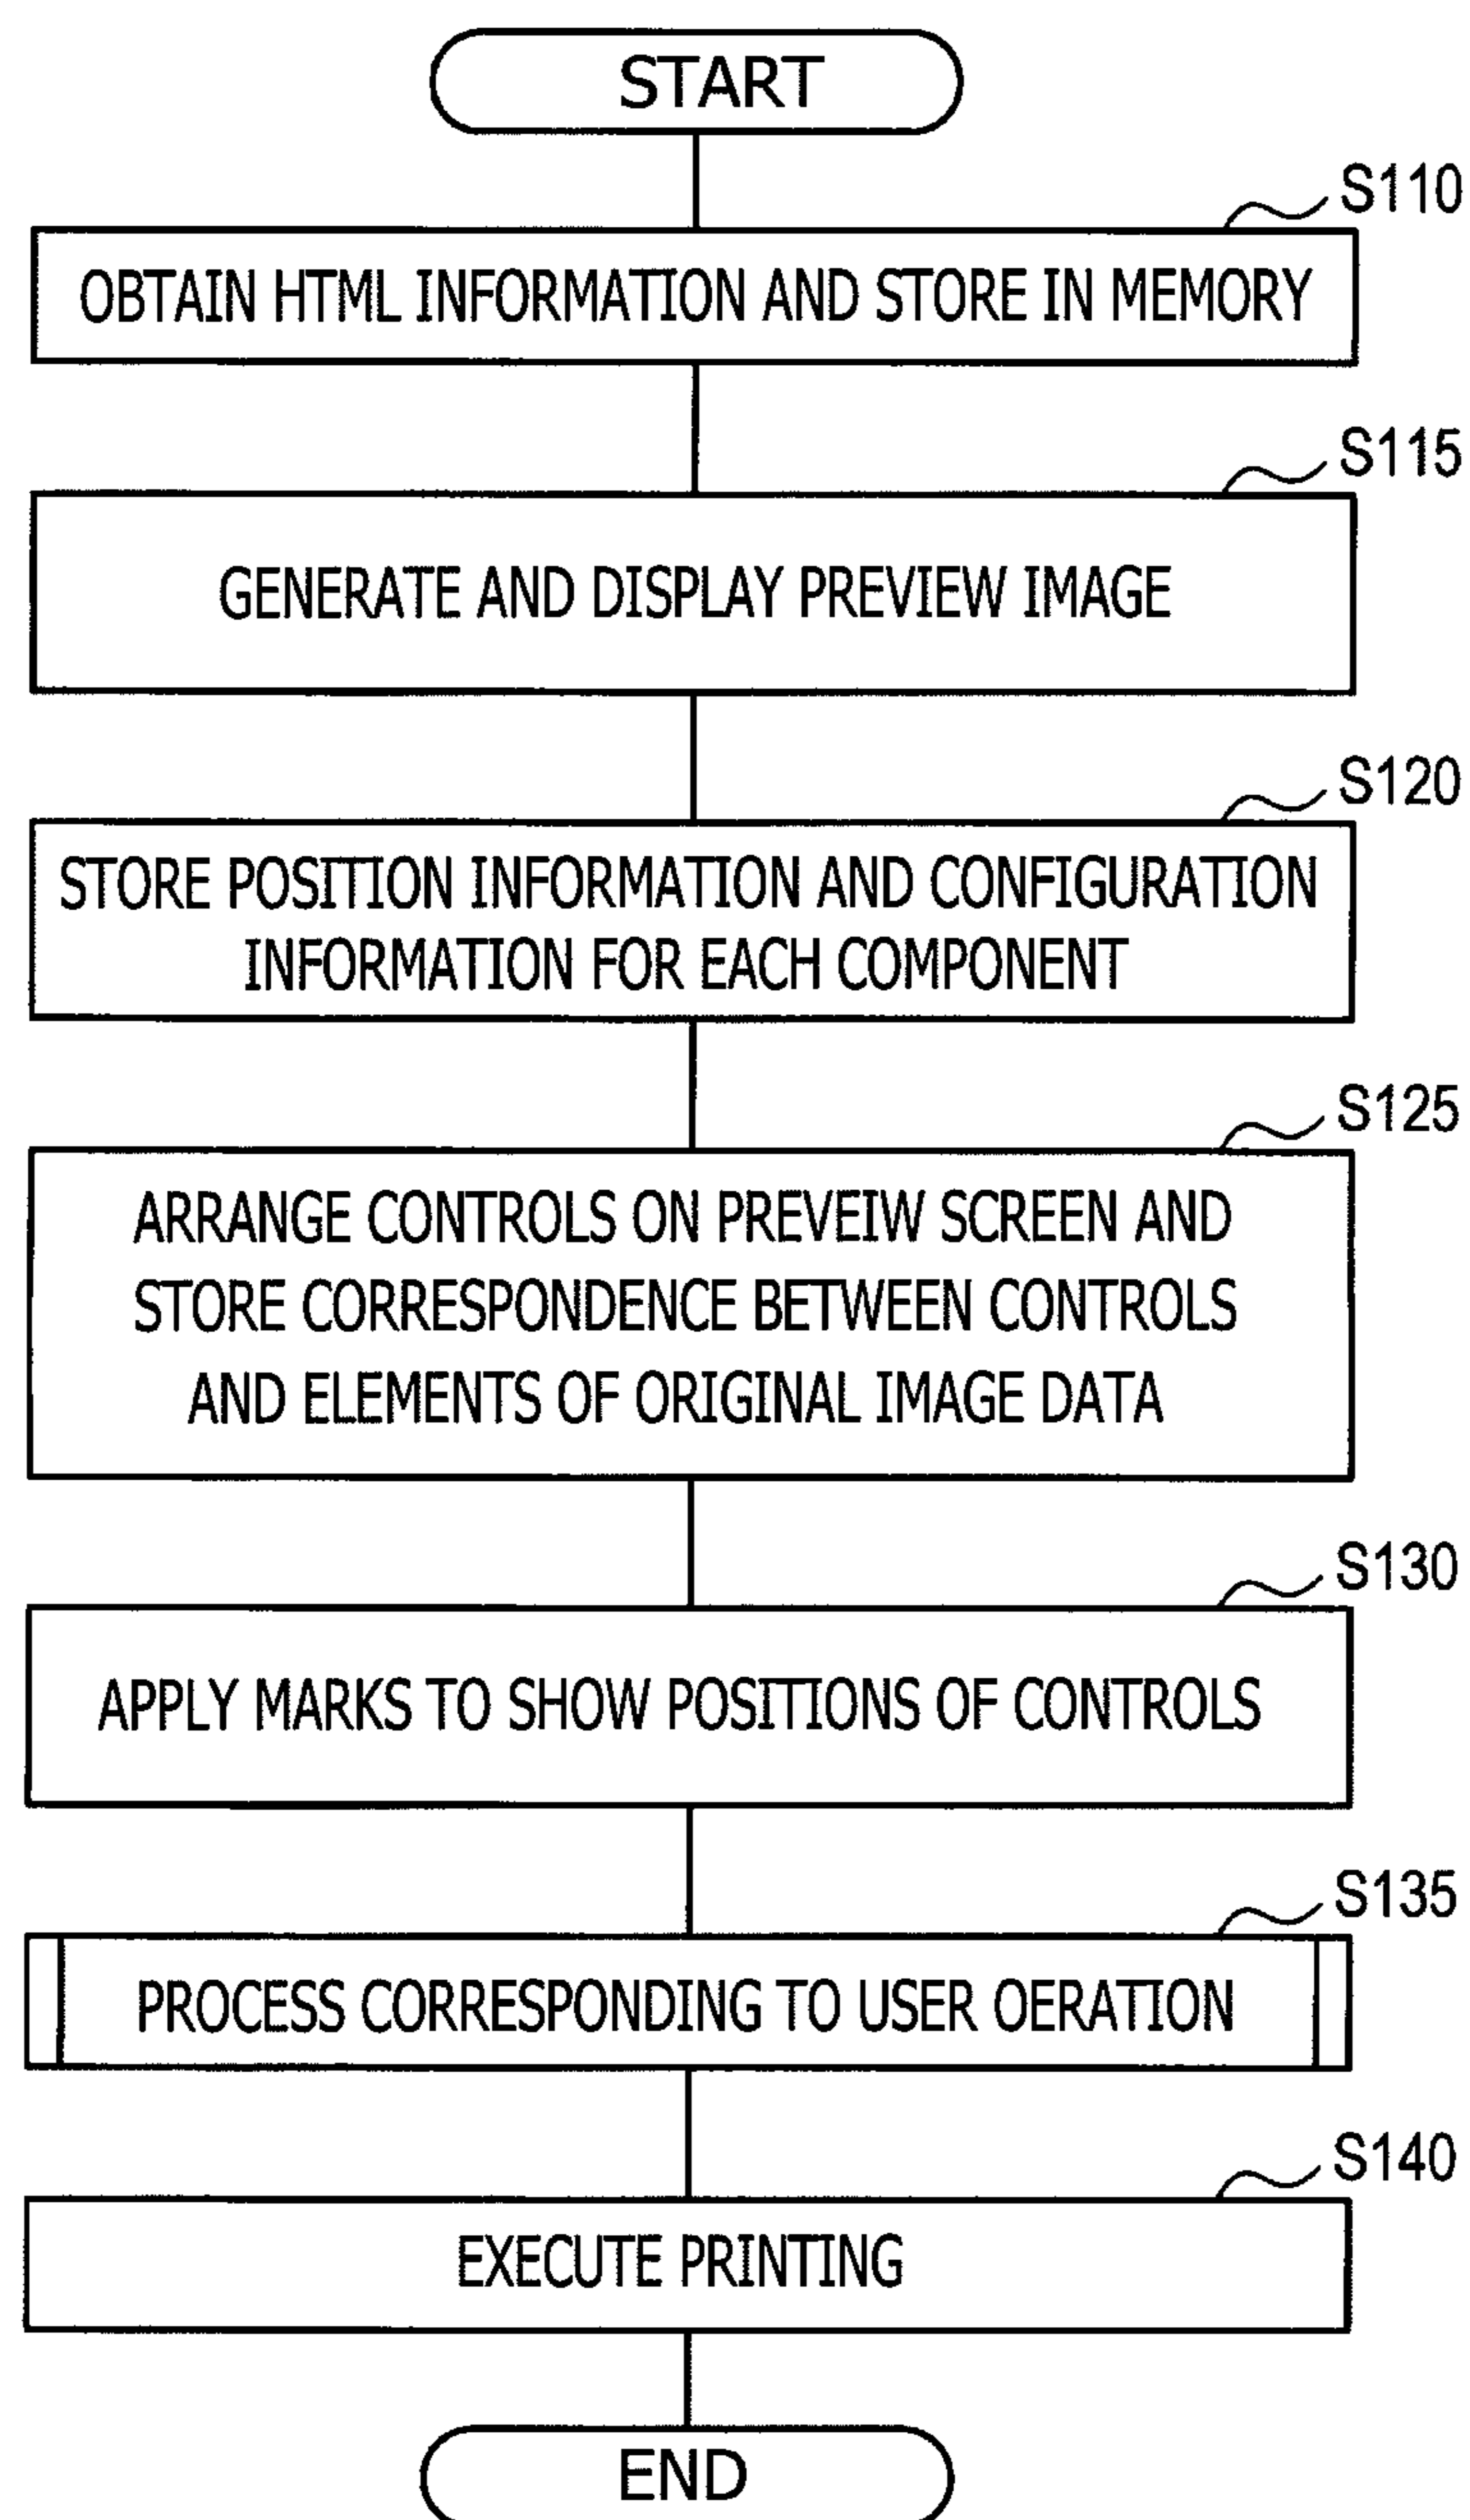 START
S110
OBTAIN HTML INFORMATION AND STORE IN MEMORY
S115
GENERATE AND DISPLAY PREVIEW IMAGE
S120
STORE POSITION INFORMATION AND CONFIGURATION
INFORMATION FOR EACH COMPONENT
S125
ARRANGE CONTROLS ON PREVEIW SCREEN AND
STORE CORRESPONDENCE BETWEEN CONTROLS
AND ELEMENTS OF ORIGINAL IMAGE DATA
S130
APPLY MARKS TO SHOW POSITIONS OF CONTROLS
S135
PROCESS CORRESPONDING TO USER OERATION
S140
EXECUTE PRINTING
END